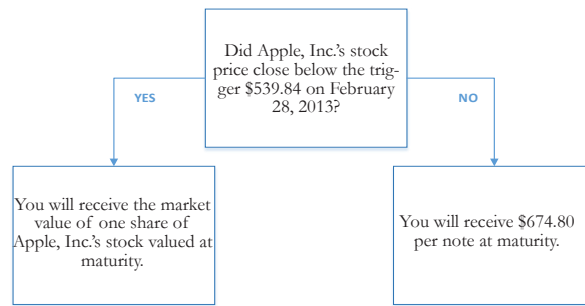 Did Apple, Inc.'s stock
price close below the trig-
ger $539.84 on February
28, 2013?
YES
NO
You will receive the market
value of one share of
Apple, Inc.'s stock valued at
maturity.
You will receive $674.80
per note at maturity.